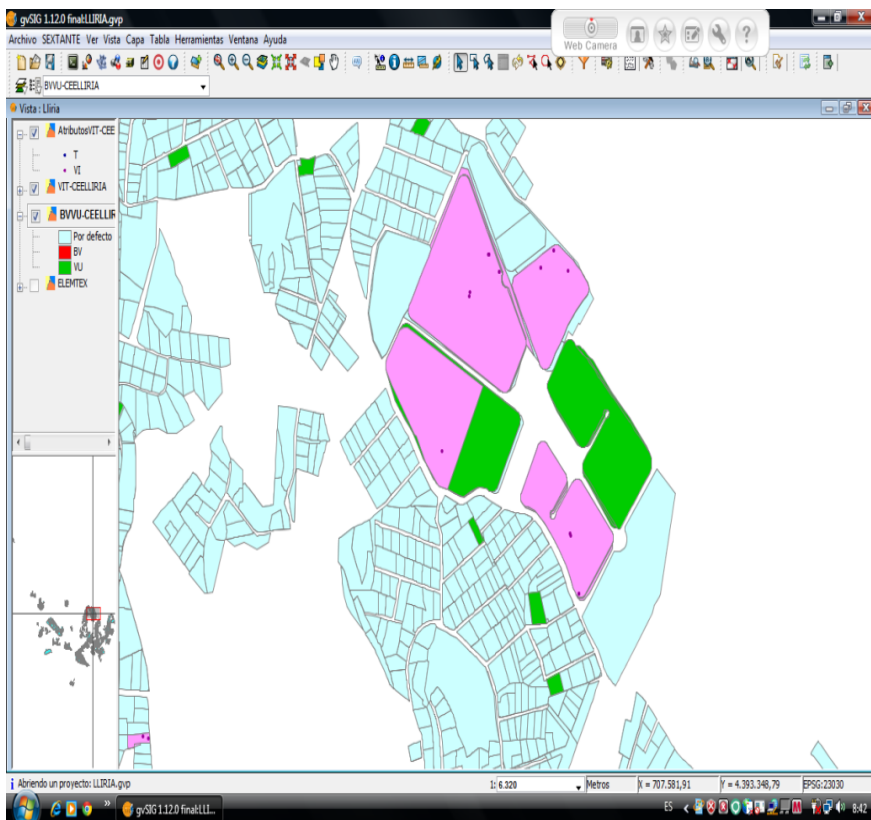 gvSIG 1.12.0 final:LLIRIA.gvp
Web Camera
Archivo SEXTANTE Ver Vista Capa Tabla Herramientas Ventana Ayuda
BVVU-CEELLIRIA
Vista : Lliria
AtributosVIT-CEE
T
VI
VIT-CEELLIRIA
BVVU-CEELLIR
Por defecto
BV
VU
ELEMTEX
Abriendo un proyecto: LLIRIA.gvp
1: 6.320
Metros
X = 707.581,91
Y = 4.393.348,79
EPSG:23030
gvSIG 1.12.0 final:LLI...
ES
8:42